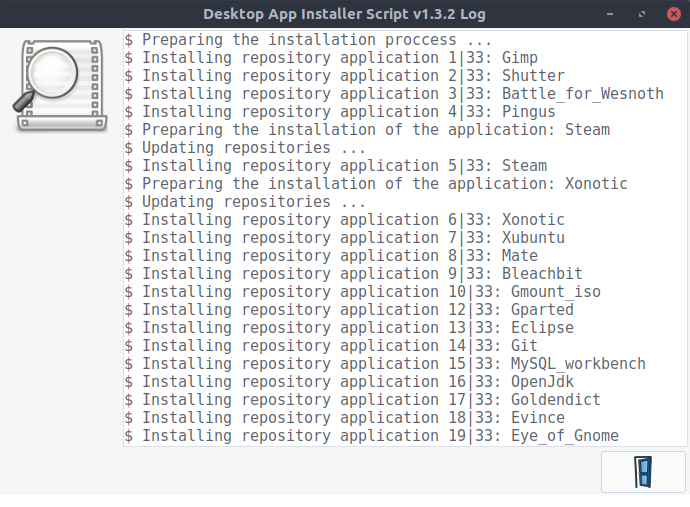 Desktop App Installer Script v1.3.2 Log
$ Preparing the installation proccess ...
$ Installing repository application 1|33: Gimp
$ Installing repository application 2|33: Shutter
$ Installing repository application 3|33: Battle_for_Wesnoth
$ Installing repository application 4|33: Pingus
$ Preparing the installation of the application: Steam
$ Updating repositories ...
$ Installing repository application 5|33: Steam
$ Preparing the installation of the application: Xonotic
$ Updating repositories ...
$ Installing repository application 6|33: Xonotic
$ Installing repository application 7|33: Xubuntu
$ Installing repository application 8|33: Mate
$ Installing repository application 9|33: Bleachbit
$ Installing repository application 10|33: Gmount_iso
$ Installing repository application 12|33: Gparted
$ Installing repository application 13|33: Eclipse
$ Installing repository application 14|33: Git
$ Installing repository application 15|33: MySQL_workbench
$ Installing repository application 16|33: OpenJdk
$ Installing repository application 17|33: Goldendict
$ Installing repository application 18|33: Evince
$ Installing repository application 19|33: Eye_of_Gnome